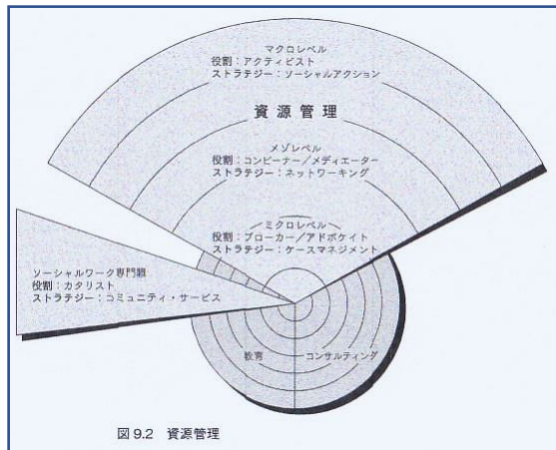 マクロレベル
役割：アクティビスト
ストラテジー：ソーシャルアクション
資源管理
メゾレベル
役割：コンビーナー／メディエーター
ストラテジー：ネットワーキング
ミクロレベル
役割：ブローカー／アドボケイト
ストラテジー：ケースマネジメント
ソーシャルワーク専門職
役割：カタリスト
ストラテジー：コミュニティ・サービス
教育
コンサルティング
図 9.2 資源管理